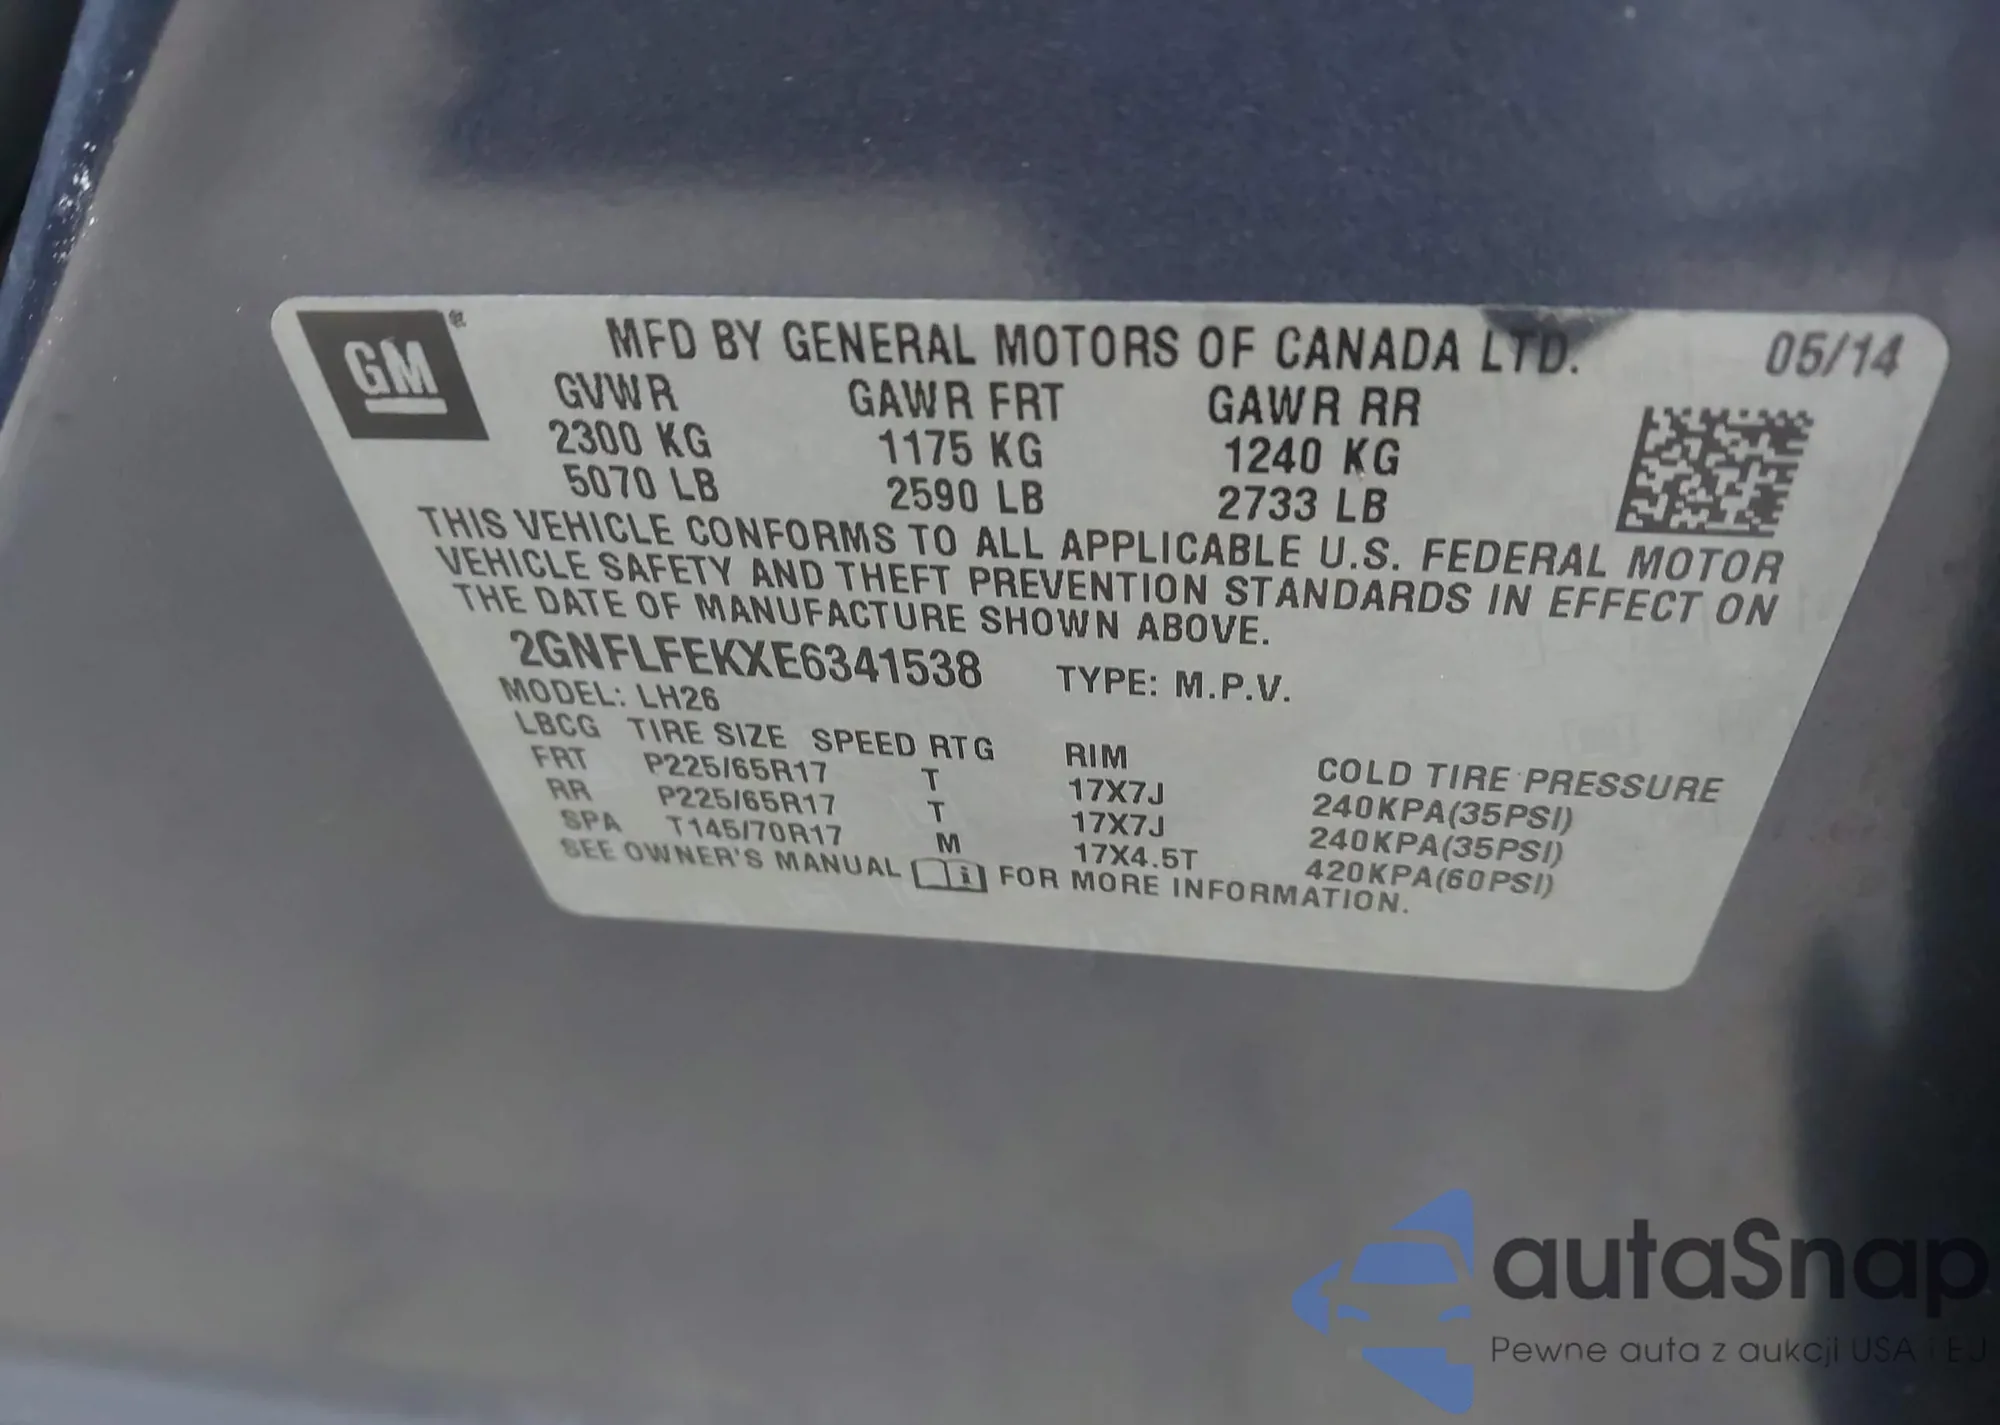 GM
MFD BY GENERAL MOTORS OF CANADA LTD. 05/14
GVWR GAWR FRT GAWR RR
2300 KG 1175 KG 1240 KG
5070 LB 2590 LB 2733 LB
THIS VEHICLE CONFORMS TO ALL APPLICABLE U.S. FEDERAL MOTOR
VEHICLE SAFETY AND THEFT PREVENTION STANDARDS IN EFFECT ON
THE DATE OF MANUFACTURE SHOWN ABOVE.
2GNFLFEKXE6341538 TYPE: M.P.V.
MODEL: LH26
LBCG TIRE SIZE SPEED RTG RIM COLD TIRE PRESSURE
FRT P225/65R17 T 17X7J 240KPA(35PSI)
RR P225/65R17 T 17X7J 240KPA(35PSI)
SPA T145/70R17 M 17X4.5T 420KPA(60PSI)
SEE OWNER'S MANUAL i FOR MORE INFORMATION.
autaSnap
Pewne auta z aukcji USA i EJ